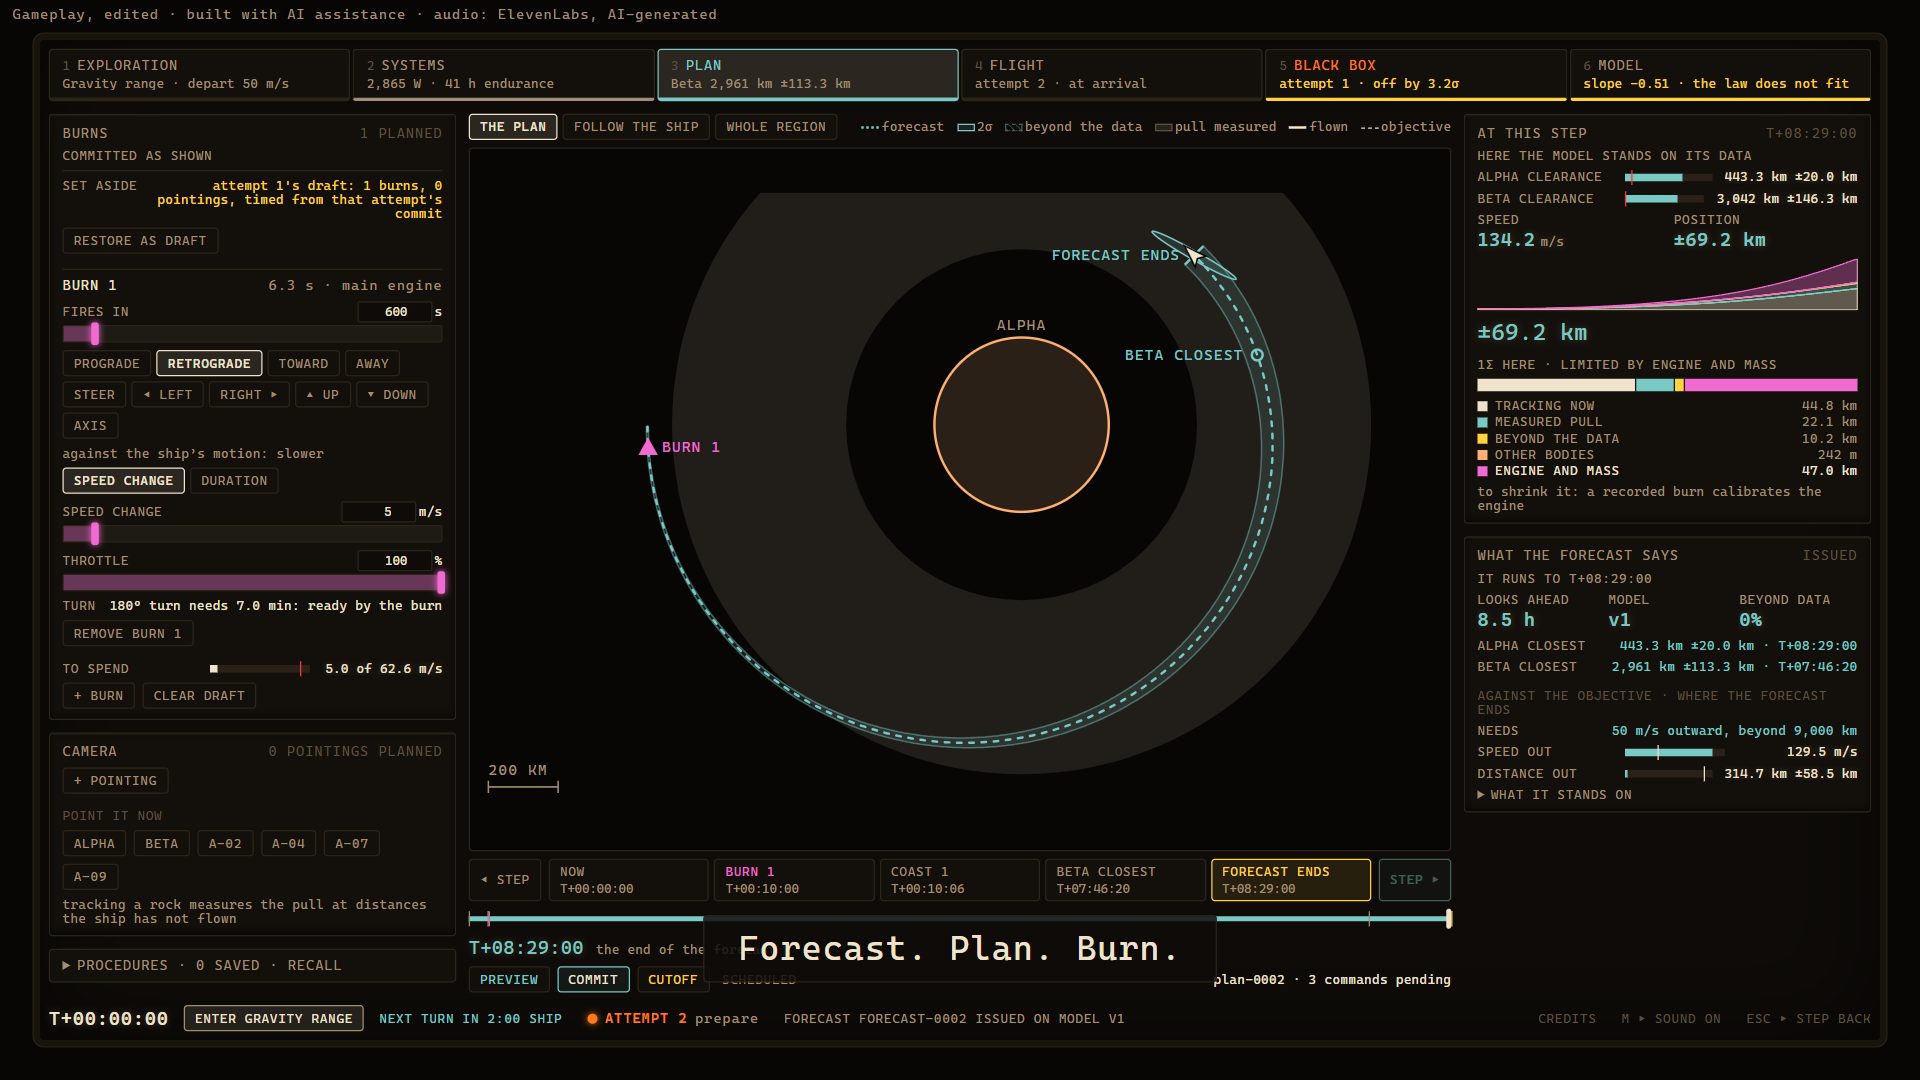 Gameplay, edited · built with AI assistance · audio: ElevenLabs, AI-generated
1 EXPLORATION
Gravity range · depart 50 m/s
2 SYSTEMS
2,865 W · 41 h endurance
3 PLAN
Beta 2,961 km ±113.3 km
4 FLIGHT
attempt 2 · at arrival
5 BLACK BOX
attempt 1 · off by 3.2σ
6 MODEL
slope −0.51 · the law does not fit
BURNS 1 PLANNED
COMMITTED AS SHOWN
SET ASIDE attempt 1's draft: 1 burns, 0
pointings, timed from that attempt's
commit
RESTORE AS DRAFT
BURN 1 6.3 s · main engine
FIRES IN 600 s
PROGRADE RETROGRADE TOWARD AWAY
STEER ◂ LEFT RIGHT ▸ ▴ UP ▾ DOWN
AXIS
against the ship's motion: slower
SPEED CHANGE DURATION
SPEED CHANGE 5 m/s
THROTTLE 100 %
TURN 180° turn needs 7.0 min: ready by the burn
REMOVE BURN 1
TO SPEND 5.0 of 62.6 m/s
+ BURN CLEAR DRAFT
CAMERA 0 POINTINGS PLANNED
+ POINTING
POINT IT NOW
ALPHA BETA A-02 A-04 A-07
A-09
tracking a rock measures the pull at distances
the ship has not flown
▸ PROCEDURES · 0 SAVED · RECALL
THE PLAN FOLLOW THE SHIP WHOLE REGION
forecast 2σ beyond the data pull measured flown objective
FORECAST ENDS
ALPHA
BETA CLOSEST
BURN 1
200 KM
◂ STEP
NOW
T+00:00:00
BURN 1
T+00:10:00
COAST 1
T+00:10:06
BETA CLOSEST
T+07:46:20
FORECAST ENDS
T+08:29:00
STEP ▸
T+08:29:00 the end of the
Forecast. Plan. Burn.
PREVIEW COMMIT CUTOFF SCHEDULED plan-0002 · 3 commands pending
AT THIS STEP T+08:29:00
HERE THE MODEL STANDS ON ITS DATA
ALPHA CLEARANCE 443.3 km ±20.0 km
BETA CLEARANCE 3,042 km ±146.3 km
SPEED POSITION
134.2 m/s ±69.2 km
±69.2 km
1Σ HERE · LIMITED BY ENGINE AND MASS
TRACKING NOW 44.8 km
MEASURED PULL 22.1 km
BEYOND THE DATA 10.2 km
OTHER BODIES 242 m
ENGINE AND MASS 47.0 km
to shrink it: a recorded burn calibrates the
engine
WHAT THE FORECAST SAYS ISSUED
IT RUNS TO T+08:29:00
LOOKS AHEAD MODEL BEYOND DATA
8.5 h v1 0%
ALPHA CLOSEST 443.3 km ±20.0 km · T+08:29:00
BETA CLOSEST 2,961 km ±113.3 km · T+07:46:20
AGAINST THE OBJECTIVE · WHERE THE FORECAST
ENDS
NEEDS 50 m/s outward, beyond 9,000 km
SPEED OUT 129.5 m/s
DISTANCE OUT 314.7 km ±58.5 km
▸ WHAT IT STANDS ON
T+00:00:00 ENTER GRAVITY RANGE NEXT TURN IN 2:00 SHIP ATTEMPT 2 prepare FORECAST FORECAST-0002 ISSUED ON MODEL V1 CREDITS M ▸ SOUND ON ESC ▸ STEP BACK